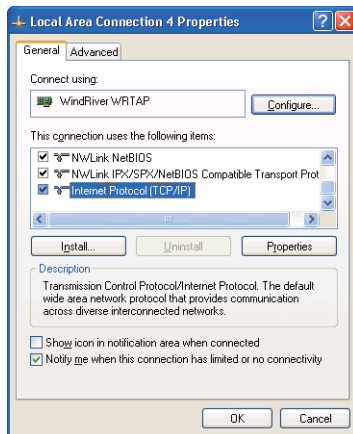 Local Area Connection 4 Properties
General
Advanced
Connect using:
WindRiver WRTAP
Configure...
This connection uses the following items:
NWLink NetBIOS
NWLink IPX/SPX/NetBIOS Compatible Transport Prot
Internet Protocol (TCP/IP)
Install...
Uninstall
Properties
Description
Transmission Control Protocol/Internet Protocol. The default
wide area network protocol that provides communication
across diverse interconnected networks.
Show icon in notification area when connected
Notify me when this connection has limited or no connectivity
OK
Cancel